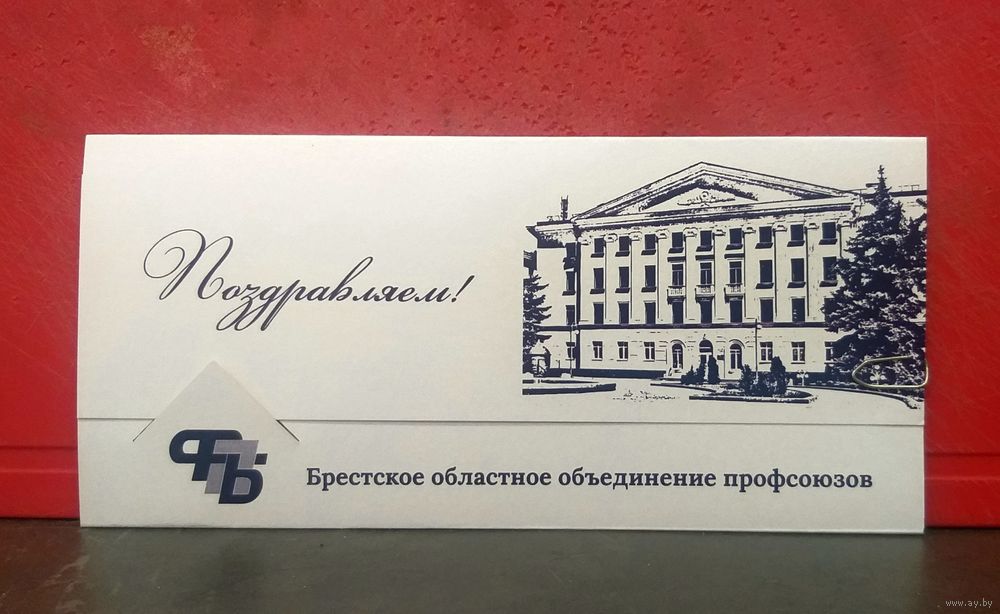 Поздравляем!
ФПБ
Брестское областное объединение профсоюзов
www.ay.by